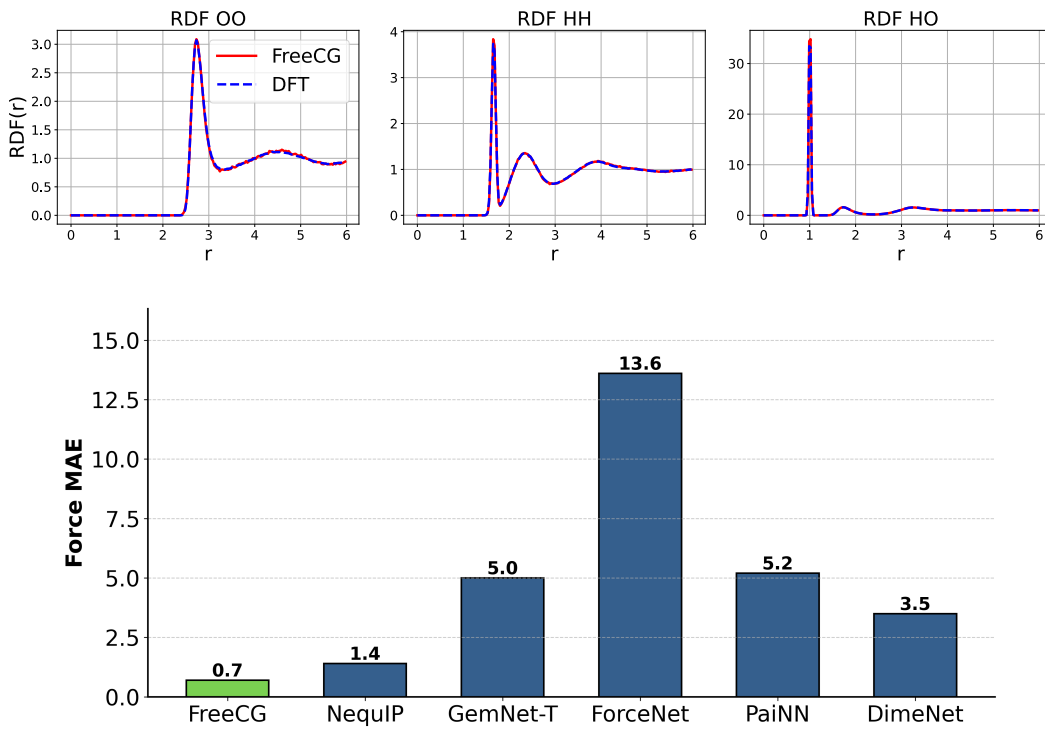 RDF OO
RDF HH
RDF HO
RDF(r)
3.0
2.5
2.0
1.5
1.0
0.5
0.0
FreeCG
DFT
0 1 2 3 4 5 6
r
4
3
2
1
0
0 1 2 3 4 5 6
r
30
20
10
0
0 1 2 3 4 5 6
r
Force MAE
15.0
12.5
10.0
7.5
5.0
2.5
0.0
0.7
1.4
5.0
13.6
5.2
3.5
FreeCG NequIP GemNet-T ForceNet PaiNN DimeNet